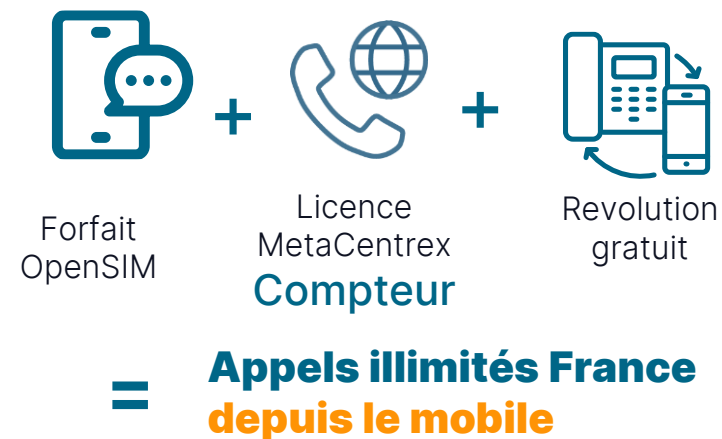 +
+
Forfait
OpenSIM
Licence
MetaCentrex
Compteur
Revolution
gratuit
=
Appels illimités France
depuis le mobile